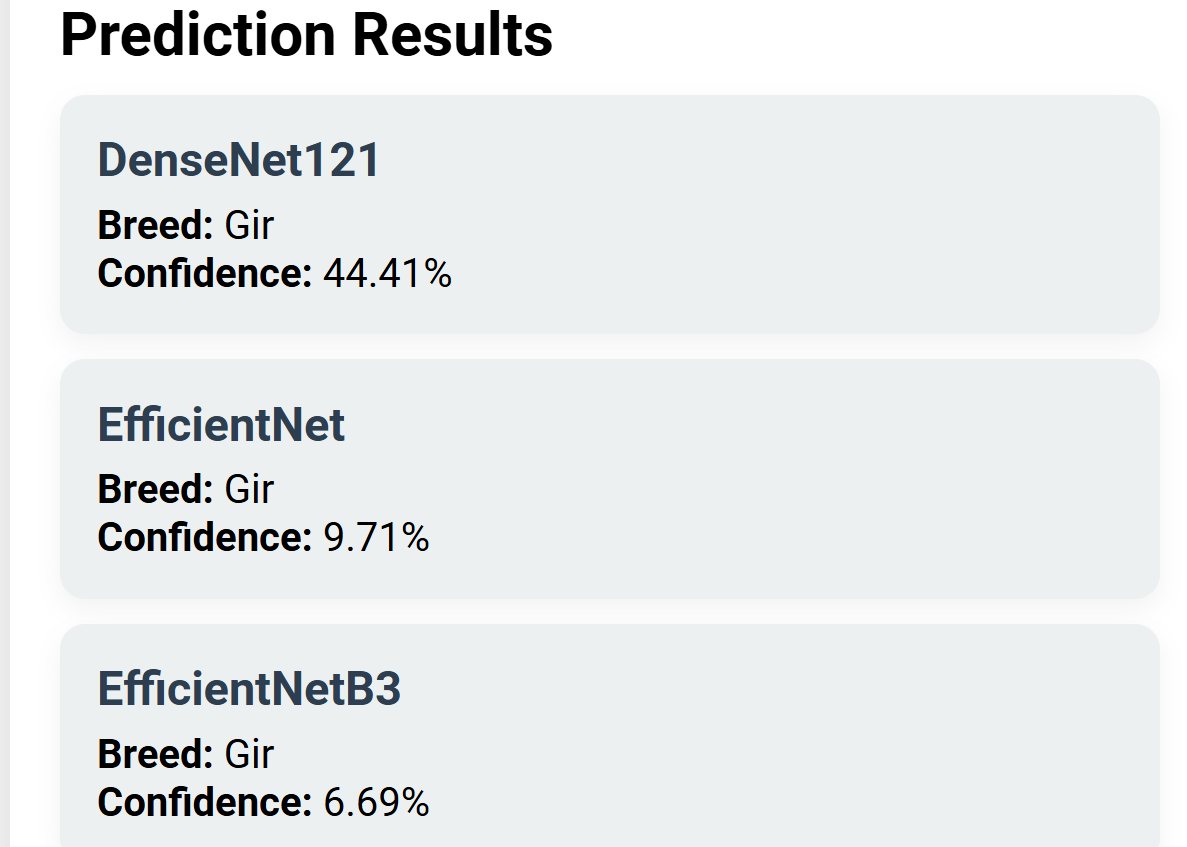 Prediction Results
DenseNet121
Breed: Gir
Confidence: 44.41%
EfficientNet
Breed: Gir
Confidence: 9.71%
EfficientNetB3
Breed: Gir
Confidence: 6.69%